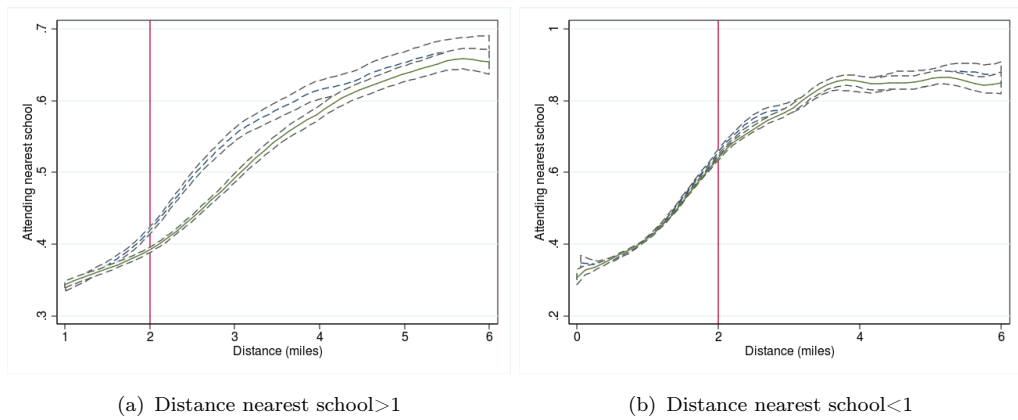 Attending nearest school
.7
.6
.5
.4
.3
1 2 3 4 5 6
Distance (miles)
(a) Distance nearest school>1
Attending nearest school
1
.8
.6
.4
.2
0 2 4 6
Distance (miles)
(b) Distance nearest school<1